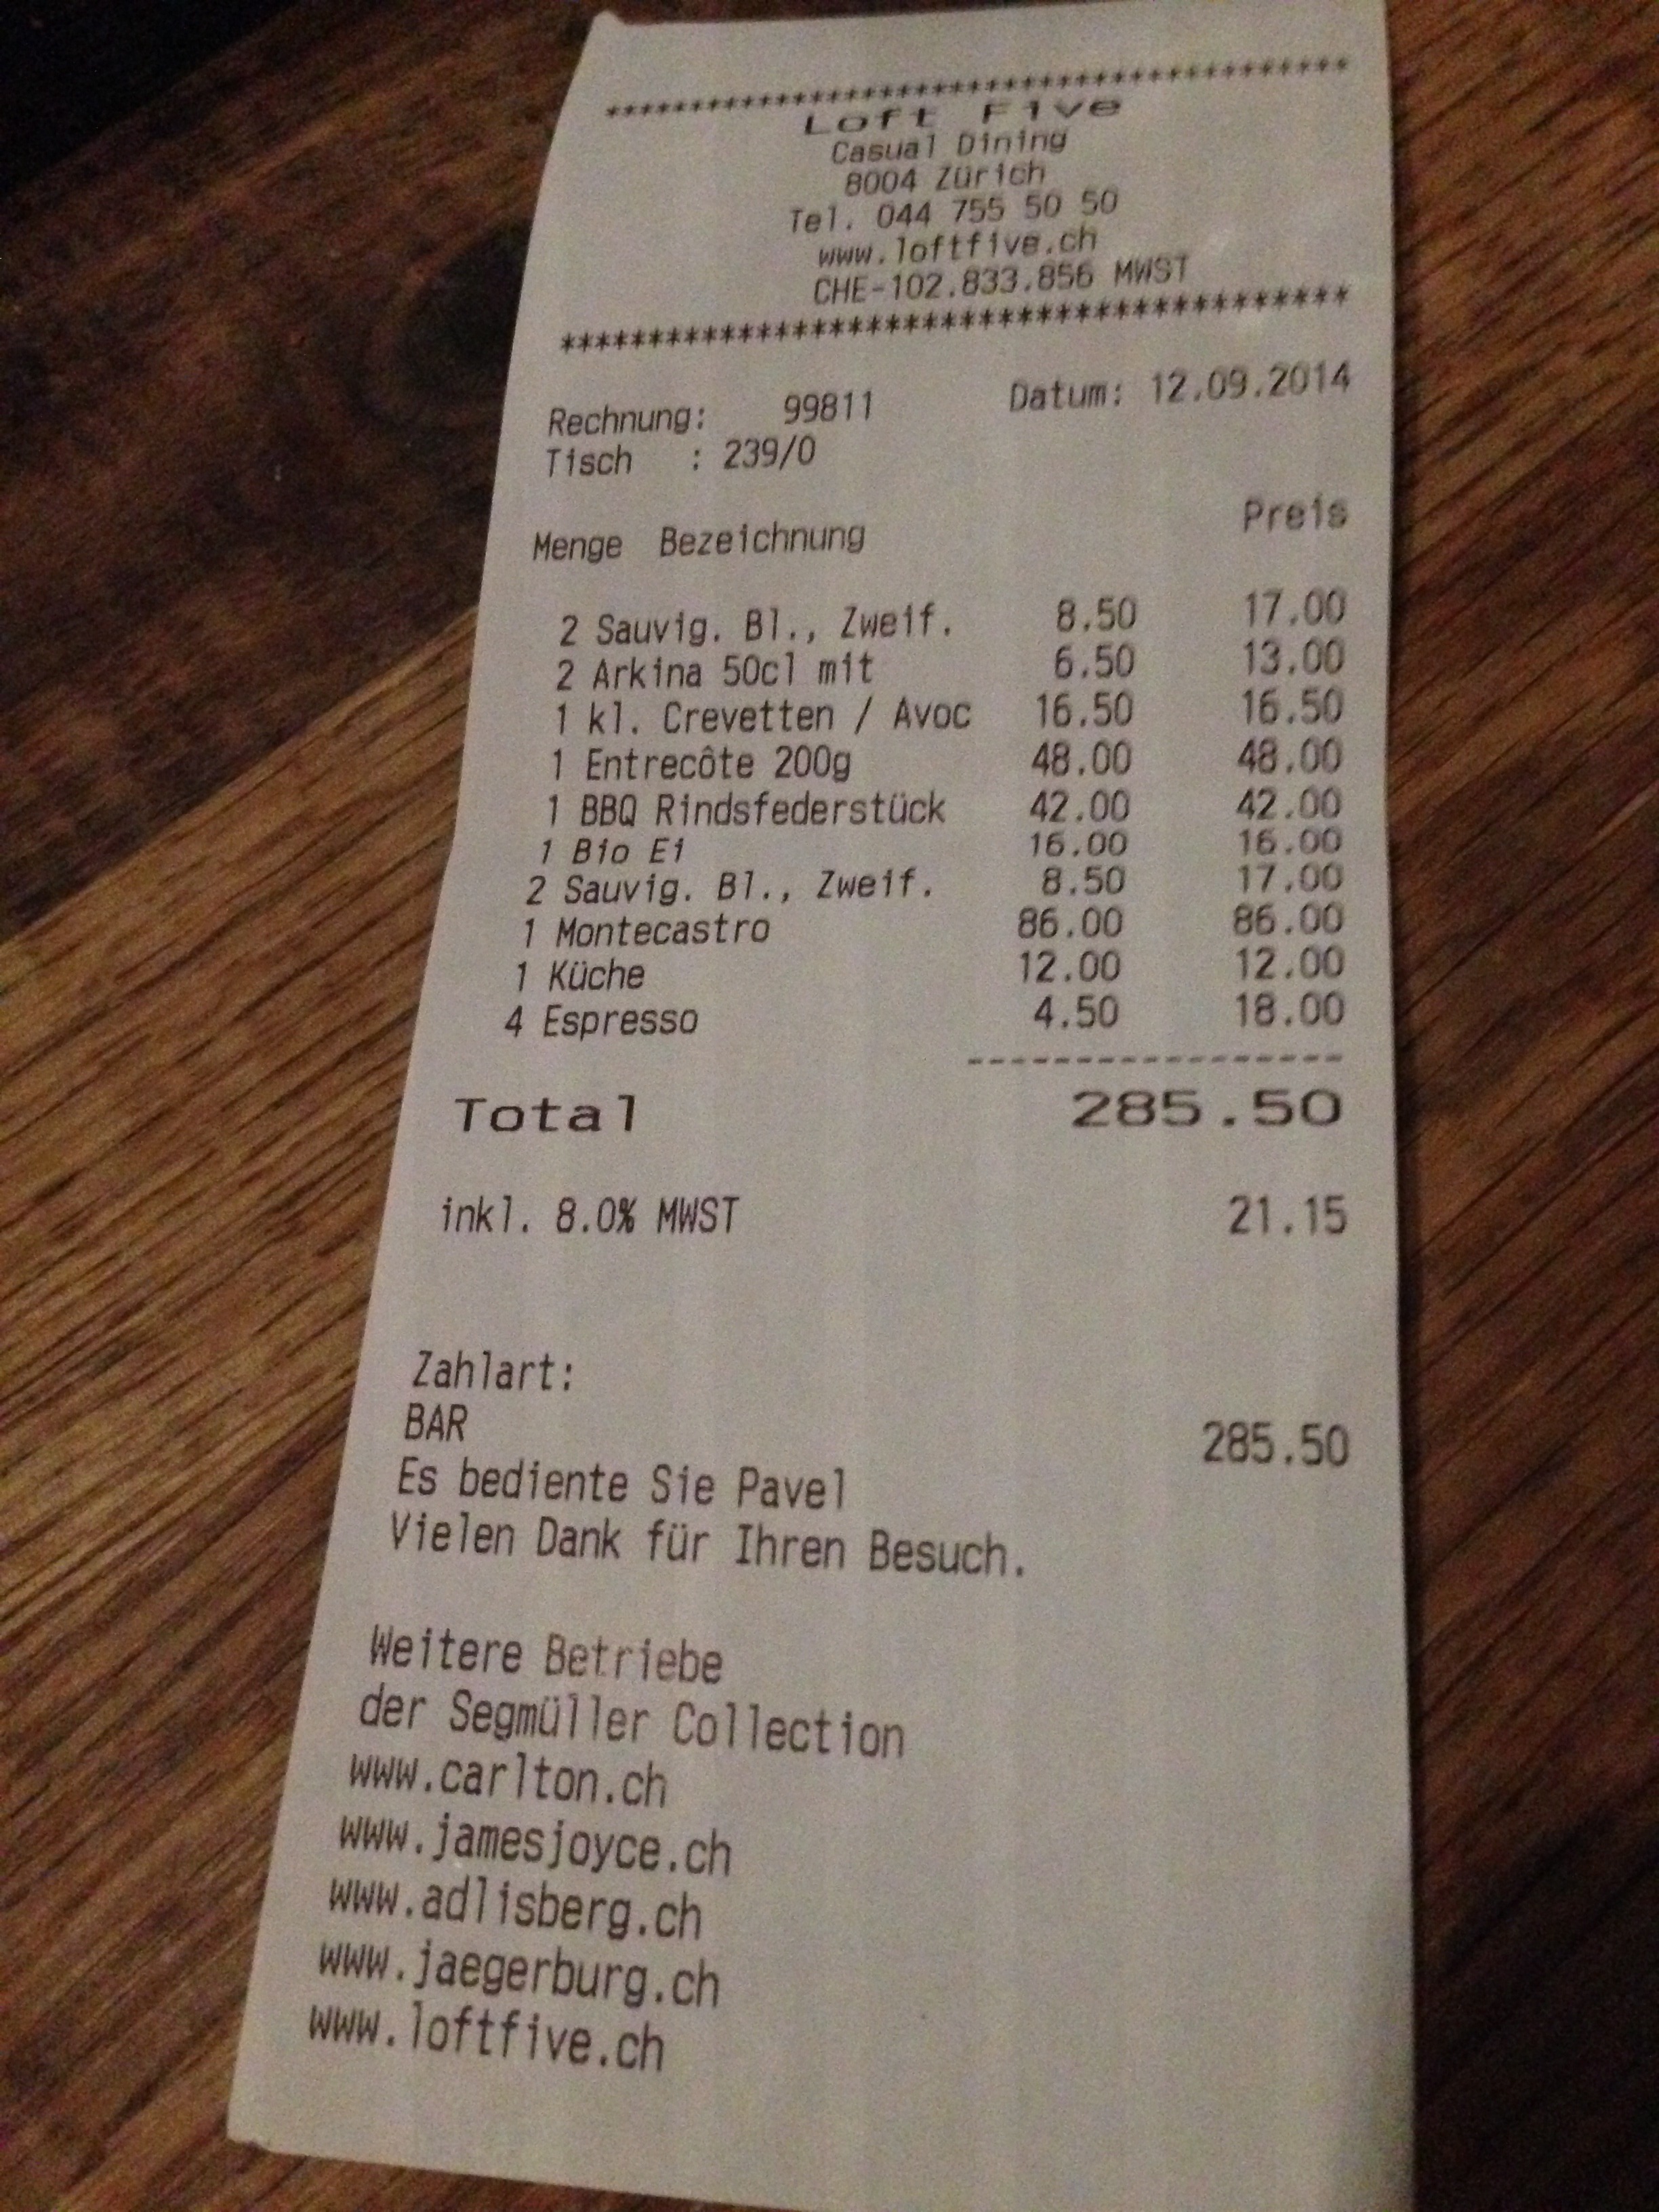 ******************************************
Loft Five
Casual Dining
8004 Zürich
Tel. 044 755 50 50
www.loftfive.ch
CHE-102.833.856 MWST
******************************************
Rechnung: 99811 Datum: 12.09.2014
Tisch : 239/0
Menge Bezeichnung Preis
2 Sauvig. Bl., Zweif. 8.50 17.00
2 Arkina 50cl mit 6.50 13.00
1 kl. Crevetten / Avoc 16.50 16.50
1 Entrecôte 200g 48.00 48.00
1 BBQ Rindsfederstück 42.00 42.00
1 Bio Ei 16.00 16.00
2 Sauvig. Bl., Zweif. 8.50 17.00
1 Montecastro 86.00 86.00
1 Küche 12.00 12.00
4 Espresso 4.50 18.00
------------------
Total 285.50
inkl. 8.0% MWST 21.15
Zahlart:
BAR 285.50
Es bediente Sie Pavel
Vielen Dank für Ihren Besuch.
Weitere Betriebe
der Segmüller Collection
www.carlton.ch
www.jamesjoyce.ch
www.adlisberg.ch
www.jaegerburg.ch
www.loftfive.ch